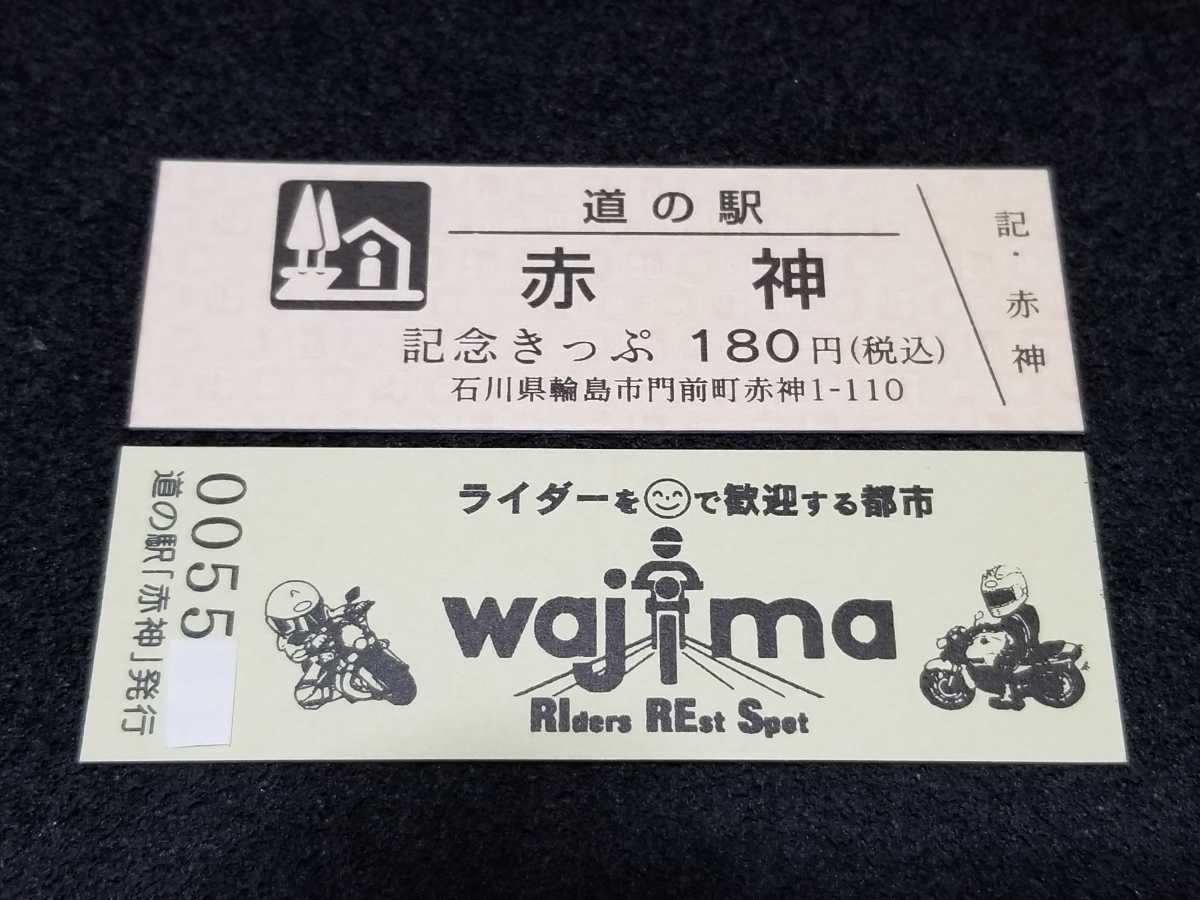 道の駅
赤神
記念きっぷ 180円(税込)
石川県輪島市門前町赤神1-110
記・赤神
ライダーを で歓迎する都市
wajima
RIders REst Spot
0055
道の駅「赤神」発行